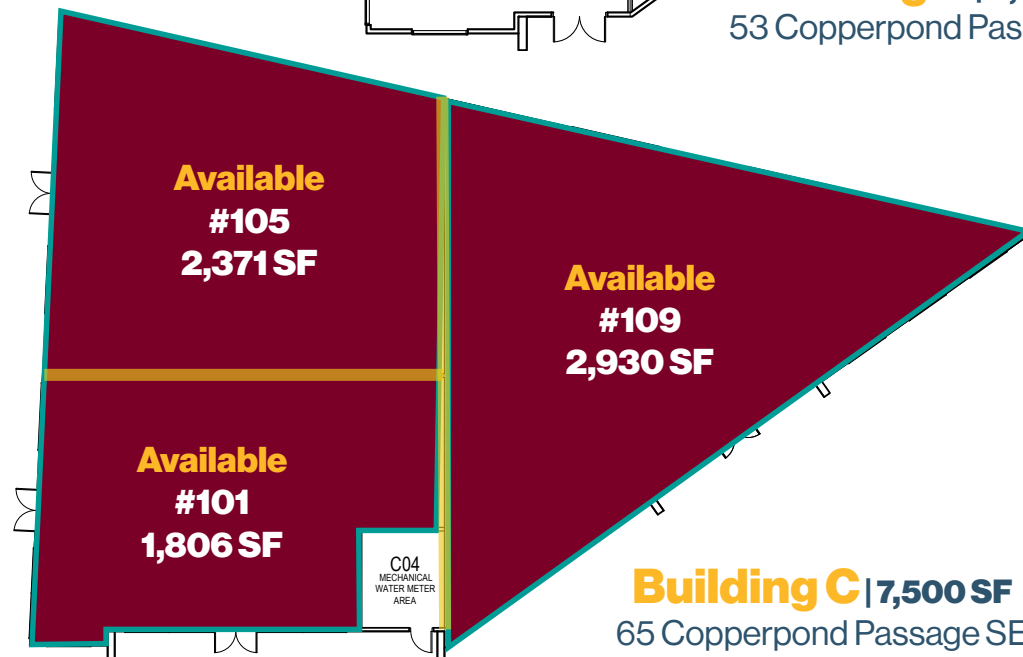 53 Copperpond Pas
Available
#105
2,371 SF
Available
#109
2,930 SF
Available
#101
1,806 SF
C04
MECHANICAL
WATER METER
AREA
Building C | 7,500 SF
65 Copperpond Passage SE